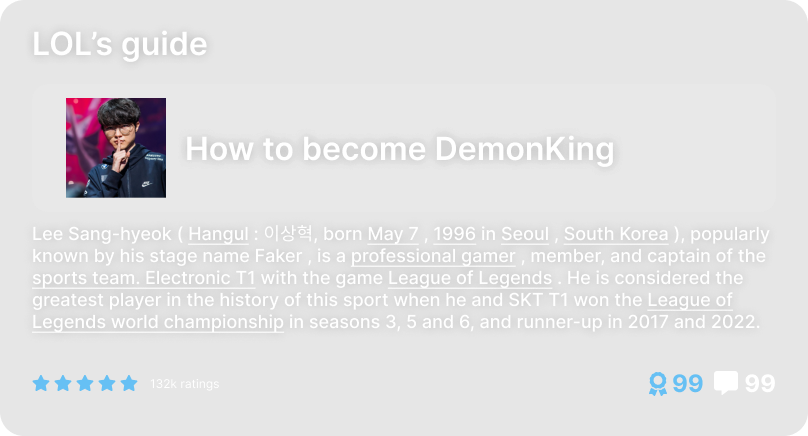 LOL’s guide
How to become DemonKing
Lee Sang-hyeok ( Hangul : 이상혁, born May 7 , 1996 in Seoul , South Korea ), popularly
known by his stage name Faker , is a professional gamer , member, and captain of the
sports team. Electronic T1 with the game League of Legends . He is considered the
greatest player in the history of this sport when he and SKT T1 won the League of
Legends world championship in seasons 3, 5 and 6, and runner-up in 2017 and 2022.
132k ratings
99
99